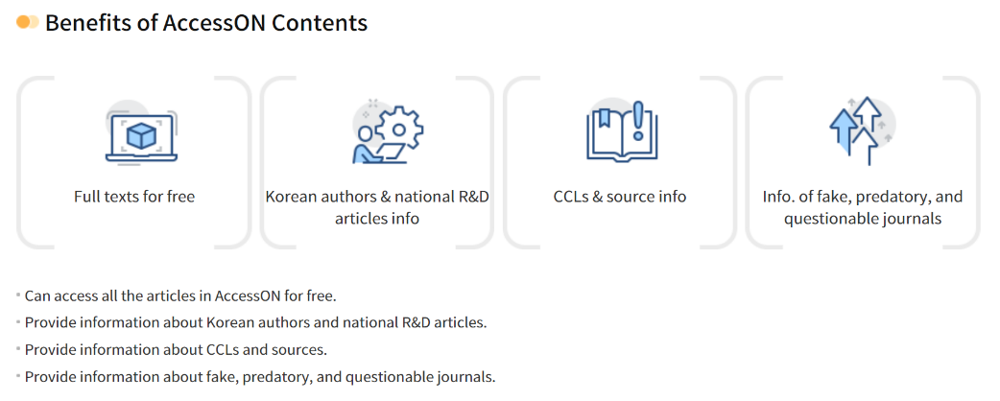 Benefits of AccessON Contents
Full texts for free
Korean authors & national R&D
articles info
CCLs & source info
Info. of fake, predatory, and
questionable journals
Can access all the articles in AccessON for free.
Provide information about Korean authors and national R&D articles.
Provide information about CCLs and sources.
Provide information about fake, predatory, and questionable journals.